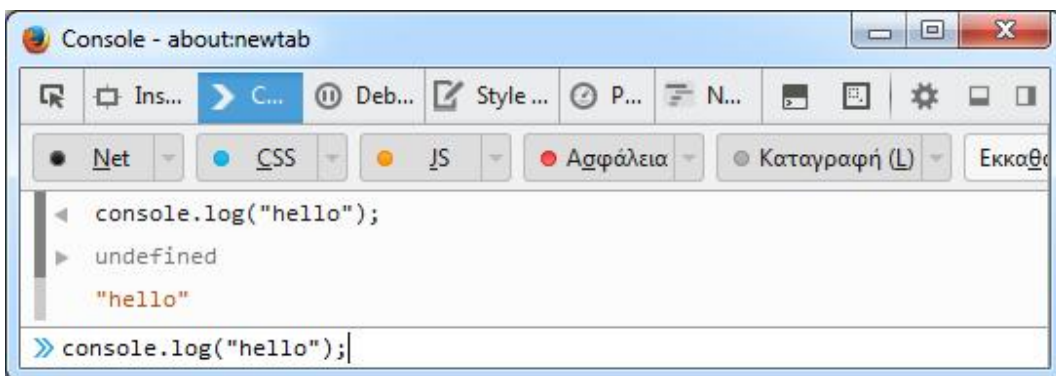 Console - about:newtab
Ins... C... Deb... Style ... P... N...
Net CSS JS Ασφάλεια Καταγραφή (L) Εκκαθα
console.log("hello");
undefined
"hello"
console.log("hello");